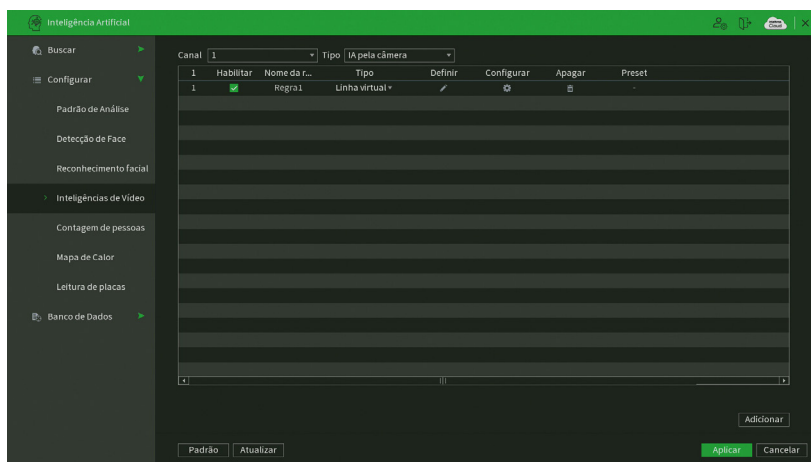 Inteligência Artificial
Buscar
Configurar
Padrão de Análise
Detecção de Face
Reconhecimento facial
Inteligências de Vídeo
Contagem de pessoas
Mapa de Calor
Leitura de placas
Banco de Dados
Canal 1 Tipo IA pela câmera
1 Habilitar Nome da r... Tipo Definir Configurar Apagar Preset
1 Regra1 Linha virtual -
Adicionar
Padrão Atualizar Aplicar Cancelar